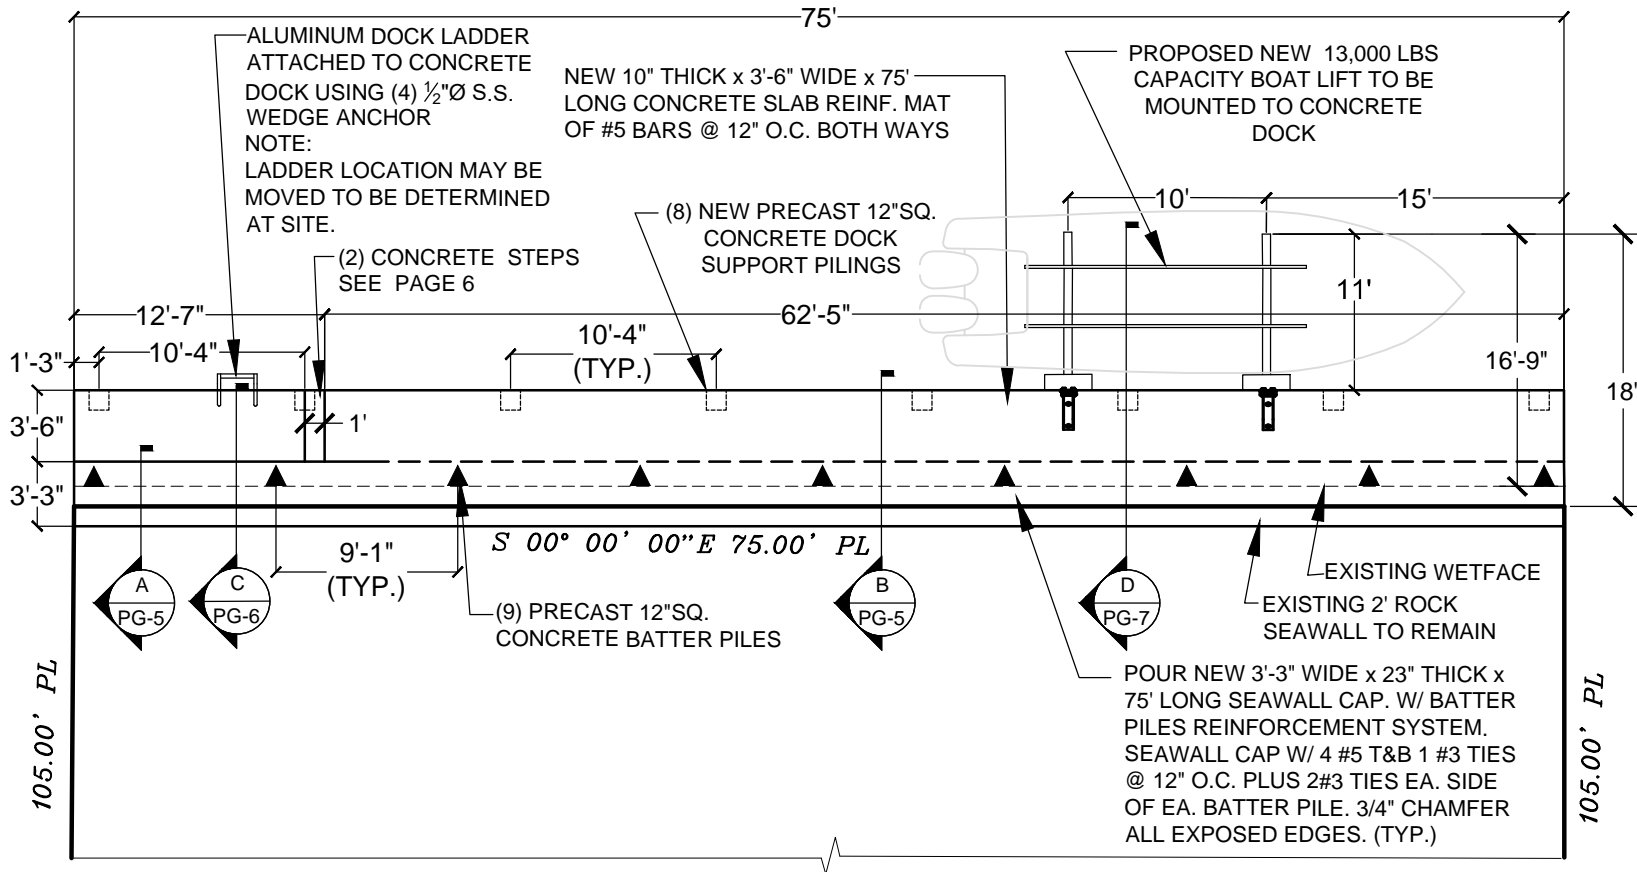 75'
ALUMINUM DOCK LADDER
ATTACHED TO CONCRETE
DOCK USING (4) ½"Ø S.S.
WEDGE ANCHOR
NOTE:
LADDER LOCATION MAY BE
MOVED TO BE DETERMINED
AT SITE.
NEW 10" THICK x 3'-6" WIDE x 75'
LONG CONCRETE SLAB REINF. MAT
OF #5 BARS @ 12" O.C. BOTH WAYS
PROPOSED NEW 13,000 LBS
CAPACITY BOAT LIFT TO BE
MOUNTED TO CONCRETE
DOCK
10'
15'
(8) NEW PRECAST 12"SQ.
CONCRETE DOCK
SUPPORT PILINGS
(2) CONCRETE STEPS
SEE PAGE 6
11'
12'-7"
62'-5"
10'-4"
(TYP.)
1'-3"
10'-4"
16'-9"
18'
3'-6"
1'
3'-3"
S 00° 00' 00"E 75.00' PL
9'-1"
(TYP.)
A
PG-5
C
PG-6
B
PG-5
D
PG-7
EXISTING WETFACE
(9) PRECAST 12"SQ.
CONCRETE BATTER PILES
EXISTING 2' ROCK
SEAWALL TO REMAIN
POUR NEW 3'-3" WIDE x 23" THICK x
75' LONG SEAWALL CAP. W/ BATTER
PILES REINFORCEMENT SYSTEM.
SEAWALL CAP W/ 4 #5 T&B 1 #3 TIES
@ 12" O.C. PLUS 2#3 TIES EA. SIDE
OF EA. BATTER PILE. 3/4" CHAMFER
ALL EXPOSED EDGES. (TYP.)
105.00' PL
105.00' PL